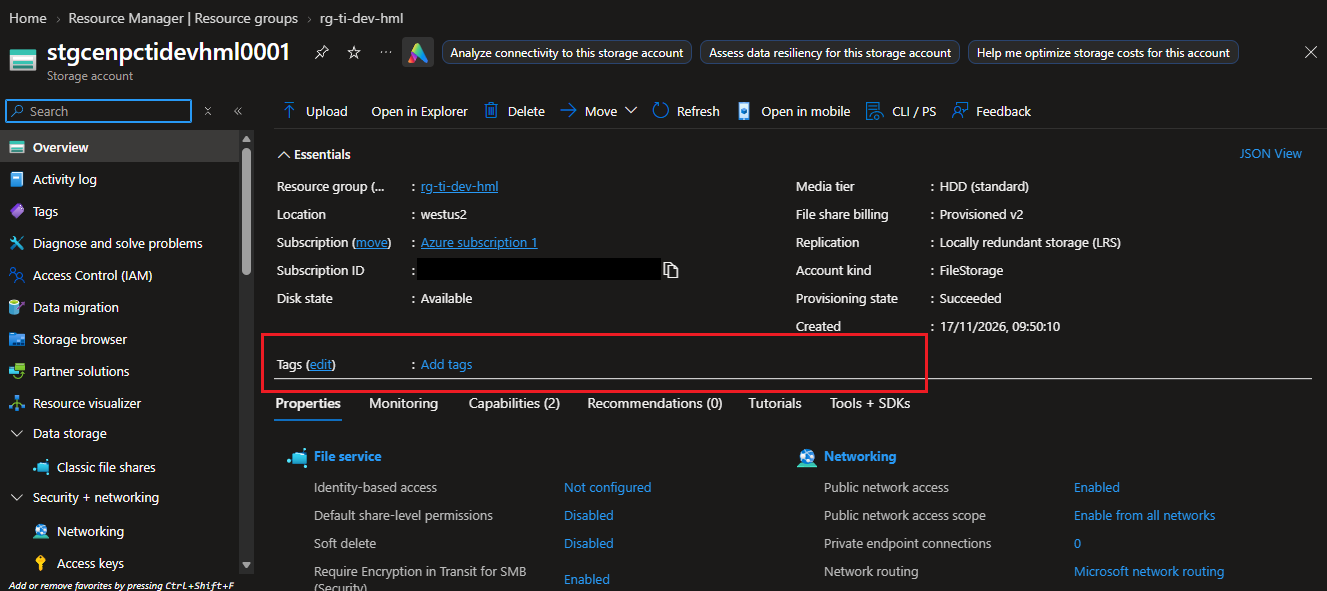 Home > Resource Manager | Resource groups > rg-ti-dev-hml
stgcenpctidevhml0001
Storage account
Analyze connectivity to this storage account
Assess data resiliency for this storage account
Help me optimize storage costs for this account
Search
Overview
Activity log
Tags
Diagnose and solve problems
Access Control (IAM)
Data migration
Storage browser
Partner solutions
Resource visualizer
Data storage
Classic file shares
Security + networking
Networking
Access keys
Add or remove favorites by pressing Ctrl+Shift+F
Upload Open in Explorer Delete Move Refresh Open in mobile CLI / PS Feedback
Essentials
JSON View
Resource group (... : rg-ti-dev-hml
Location : westus2
Subscription (move) : Azure subscription 1
Subscription ID :
Disk state : Available
Media tier : HDD (standard)
File share billing : Provisioned v2
Replication : Locally redundant storage (LRS)
Account kind : FileStorage
Provisioning state : Succeeded
Created : 17/11/2026, 09:50:10
Tags (edit) : Add tags
Properties Monitoring Capabilities (2) Recommendations (0) Tutorials Tools + SDKs
File service
Identity-based access Not configured
Default share-level permissions Disabled
Soft delete Disabled
Require Encryption in Transit for SMB
(Security) Enabled
Networking
Public network access Enabled
Public network access scope Enable from all networks
Private endpoint connections 0
Network routing Microsoft network routing